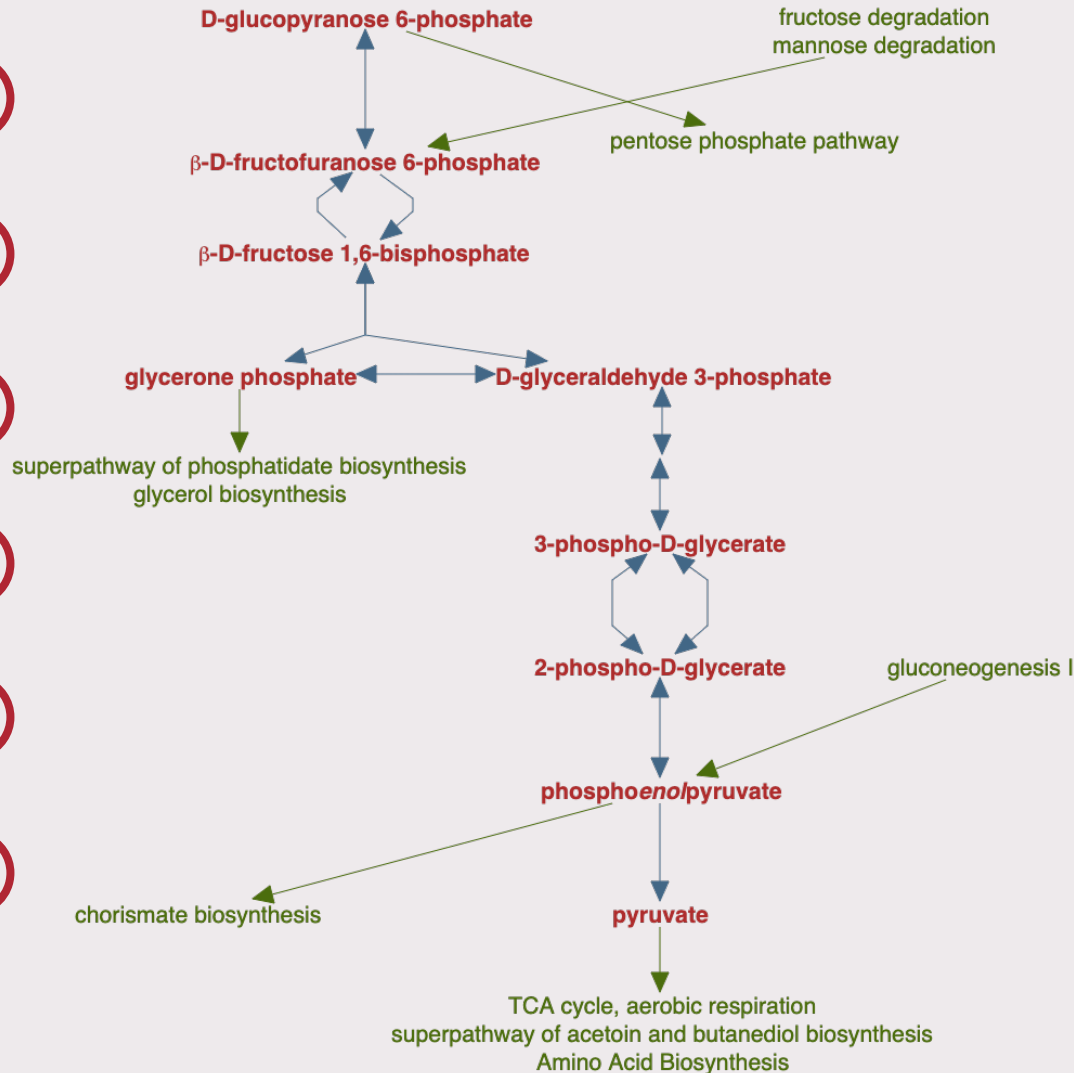 D-glucopyranose 6-phosphate
fructose degradation
mannose degradation
pentose phosphate pathway
β-D-fructofuranose 6-phosphate
β-D-fructose 1,6-bisphosphate
glycerone phosphate
D-glyceraldehyde 3-phosphate
superpathway of phosphatidate biosynthesis
glycerol biosynthesis
3-phospho-D-glycerate
2-phospho-D-glycerate
gluconeogenesis I
phosphoenolpyruvate
chorismate biosynthesis
pyruvate
TCA cycle, aerobic respiration
superpathway of acetoin and butanediol biosynthesis
Amino Acid Biosynthesis